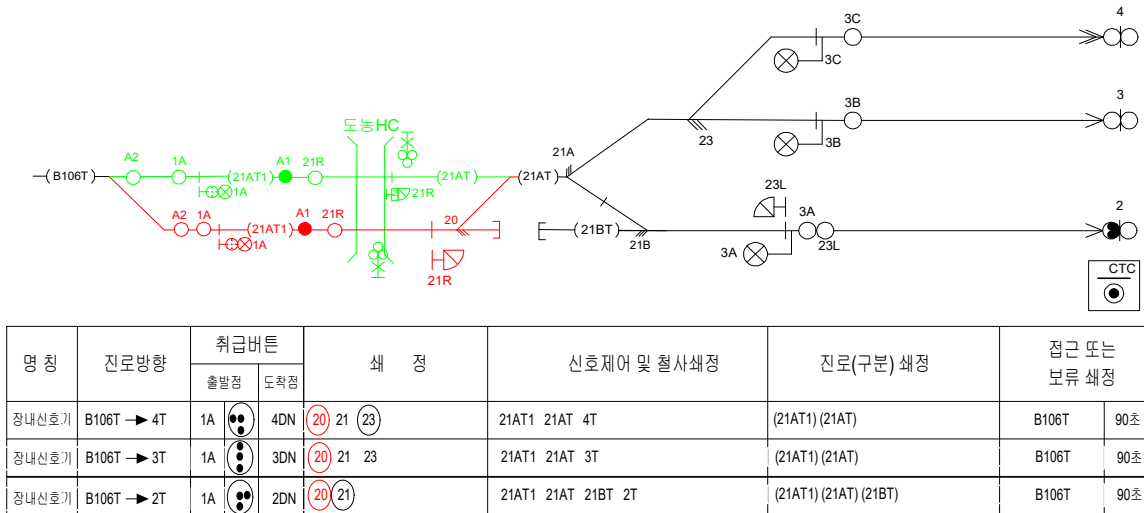 4
3C
3C
3
3B
3B
23
도농HC
21A
A2 1A (21AT1) A1 21R (21AT) (21AT)
(B106T)
1A
21R
23L
A2 1A (21AT1) A1 21R 20
1A
21R
(21BT) 21B
3A
3A
23L
2
CTC
명 칭 진로방향 취급버튼 쇄 정 신호제어 및 철사쇄정 진로(구분) 쇄정 접근 또는 보류 쇄정
출발점 도착점
장내신호기 B106T → 4T 1A 4DN 20 21 23 21AT1 21AT 4T (21AT1) (21AT) B106T 90초
장내신호기 B106T → 3T 1A 3DN 20 21 23 21AT1 21AT 3T (21AT1) (21AT) B106T 90초
장내신호기 B106T → 2T 1A 2DN 20 21 21AT1 21AT 21BT 2T (21AT1) (21AT) (21BT) B106T 90초